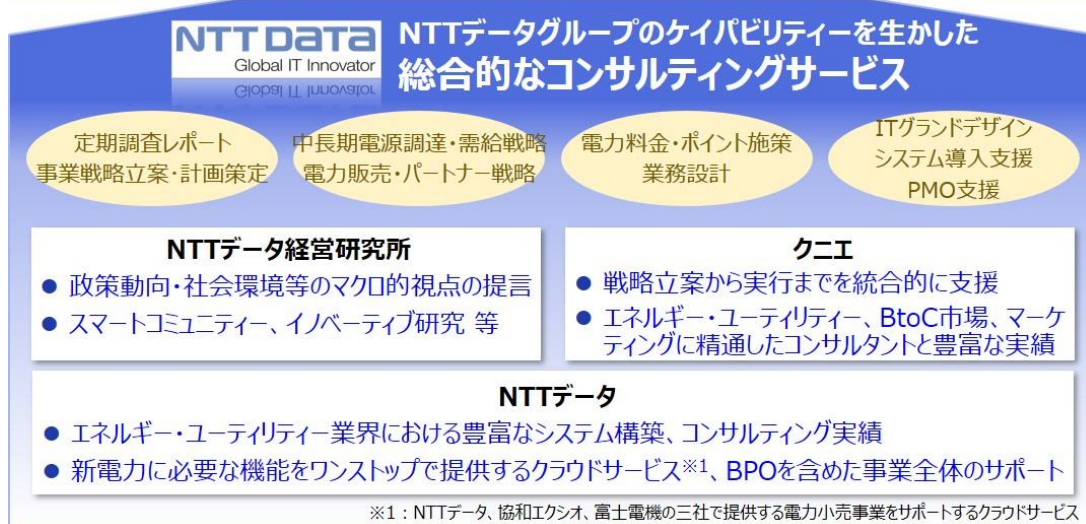 NTT DATA
Global IT Innovator
NTTデータグループのケイパビリティーを生かした
総合的なコンサルティングサービス
定期調査レポート
事業戦略立案・計画策定
中長期電源調達・需給戦略
電力販売・パートナー戦略
電力料金・ポイント施策
業務設計
ITグランドデザイン
システム導入支援
PMO支援
NTTデータ経営研究所
● 政策動向・社会環境等のマクロ的視点の提言
● スマートコミュニティー、イノベーティブ研究 等
クニエ
● 戦略立案から実行までを統合的に支援
● エネルギー・ユーティリティー、BtoC市場、マーケ
ティングに精通したコンサルタントと豊富な実績
NTTデータ
● エネルギー・ユーティリティー業界における豊富なシステム構築、コンサルティング実績
● 新電力に必要な機能をワンストップで提供するクラウドサービス※1、BPOを含めた事業全体のサポート
※1：NTTデータ、協和エクシオ、富士電機の三社で提供する電力小売事業をサポートするクラウドサービス